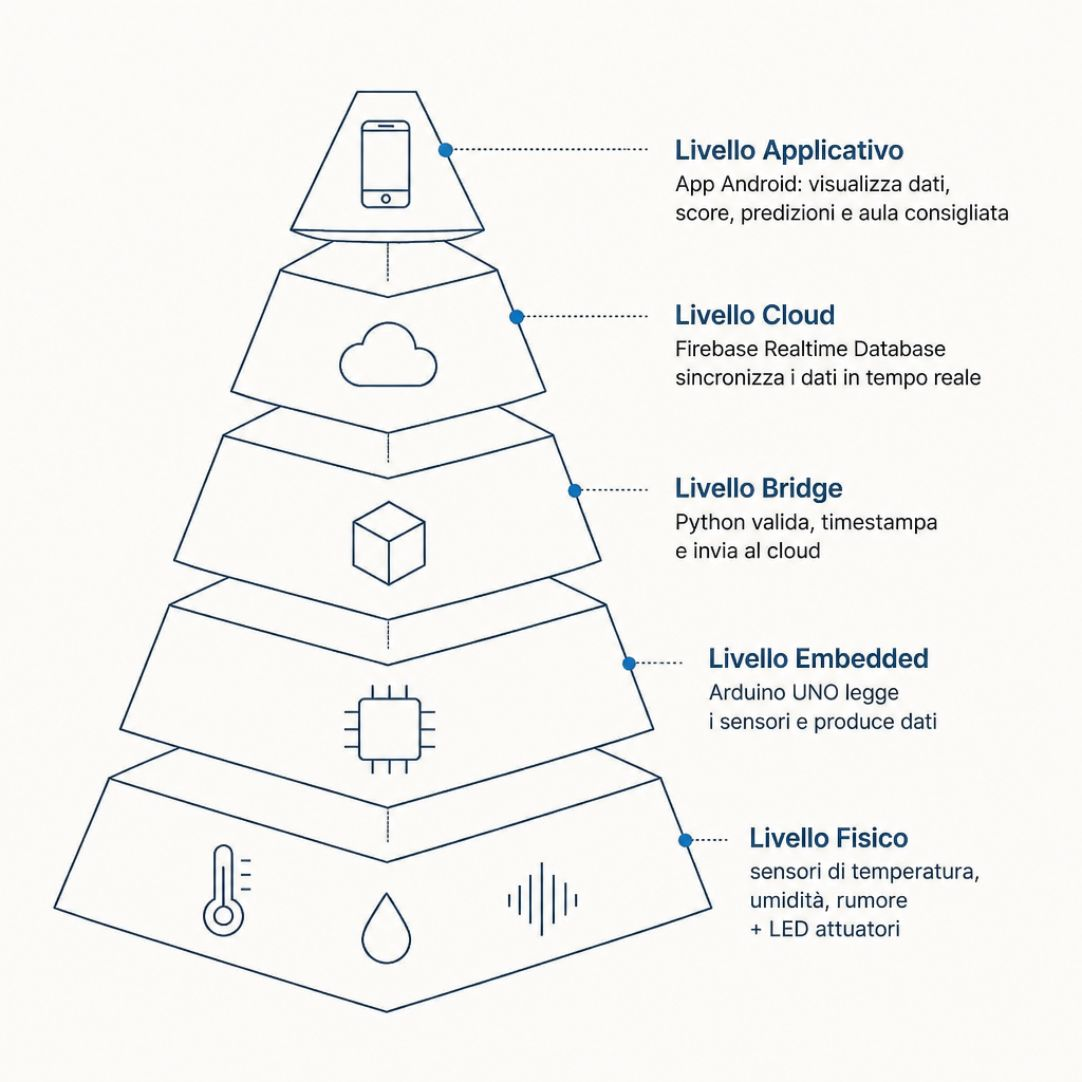 Livello Applicativo
App Android: visualizza dati,
score, predizioni e aula consigliata
Livello Cloud
Firebase Realtime Database
sincronizza i dati in tempo reale
Livello Bridge
Python valida, timestampa
e invia al cloud
Livello Embedded
Arduino UNO legge
i sensori e produce dati
Livello Fisico
sensori di temperatura,
umidità, rumore
+ LED attuatori